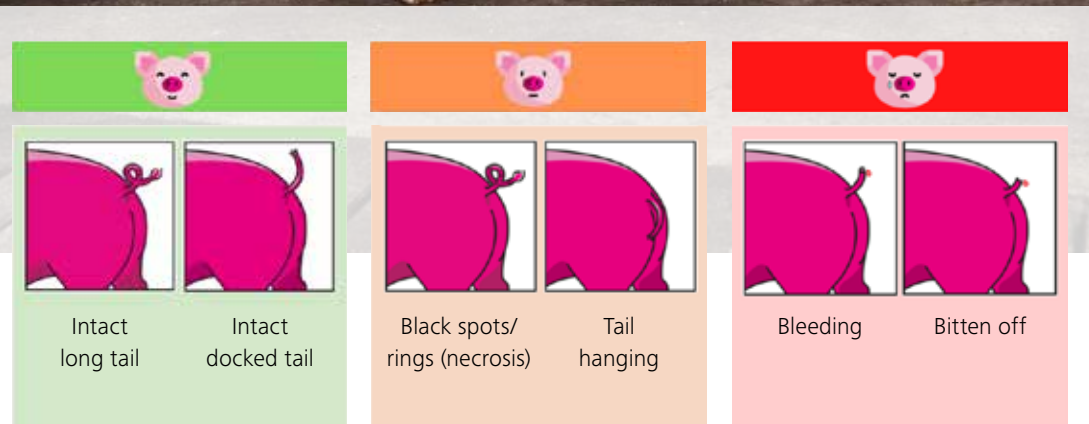 Intact
long tail
Intact
docked tail
Black spots/
rings (necrosis)
Tail
hanging
Bleeding
Bitten off